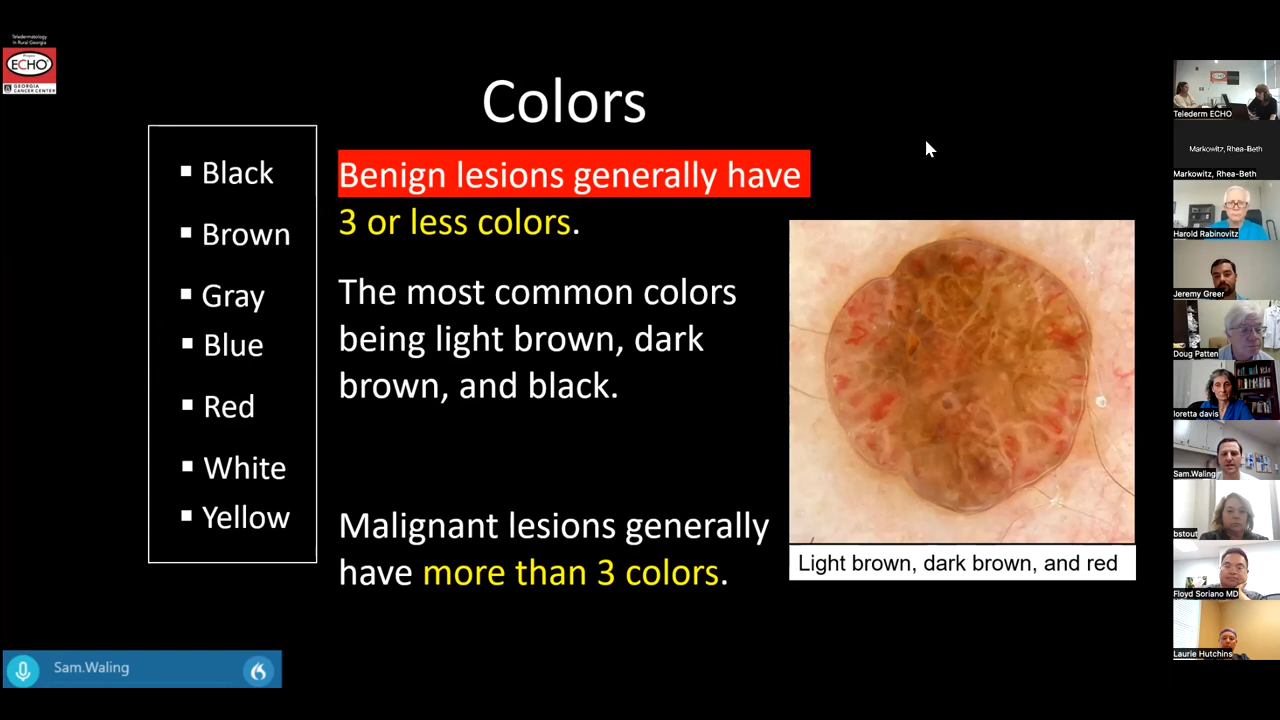 Teledermatology
in Rural Georgia
Project
ECHO
GEORGIA
CANCER CENTER
Colors
Black
Brown
Gray
Blue
Red
White
Yellow
Benign lesions generally have
3 or less colors.
The most common colors
being light brown, dark
brown, and black.
Malignant lesions generally
have more than 3 colors.
Light brown, dark brown, and red
Sam.Waling
Telederm ECHO
Markowitz, Rhea-Beth
Markowitz, Rhea-Beth
Harold Rabinovitz
Jeremy Greer
Doug Patten
loretta davis
Sam.Waling
bstout
Floyd Soriano MD
Laurie Hutchins